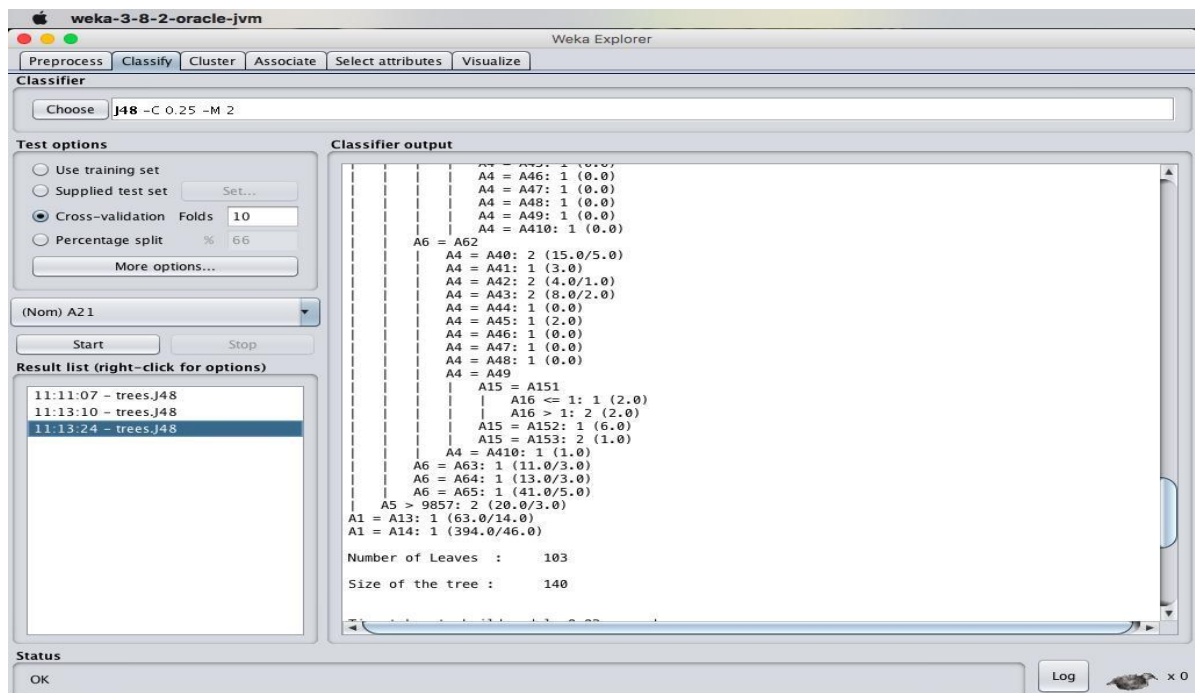 weka-3-8-2-oracle-jvm
Weka Explorer
Preprocess Classify Cluster Associate Select attributes Visualize
Classifier
Choose J48 -C 0.25 -M 2
Test options
Use training set
Supplied test set Set...
Cross-validation Folds 10
Percentage split % 66
More options...
(Nom) A21
Start Stop
Result list (right-click for options)
11:11:07 - trees.J48
11:13:10 - trees.J48
11:13:24 - trees.J48
Classifier output
| | | | A4 = A46: 1 (0.0)
| | | | A4 = A47: 1 (0.0)
| | | | A4 = A48: 1 (0.0)
| | | | A4 = A49: 1 (0.0)
| | | | A4 = A410: 1 (0.0)
| | A6 = A62
| | | A4 = A40: 2 (15.0/5.0)
| | | A4 = A41: 1 (3.0)
| | | A4 = A42: 2 (4.0/1.0)
| | | A4 = A43: 2 (8.0/2.0)
| | | A4 = A44: 1 (0.0)
| | | A4 = A45: 1 (2.0)
| | | A4 = A46: 1 (0.0)
| | | A4 = A47: 1 (0.0)
| | | A4 = A48: 1 (0.0)
| | | A4 = A49
| | | | A15 = A151
| | | | | A16 <= 1: 1 (2.0)
| | | | | A16 > 1: 2 (2.0)
| | | | A15 = A152: 1 (6.0)
| | | | A15 = A153: 2 (1.0)
| | | A4 = A410: 1 (1.0)
| | A6 = A63: 1 (11.0/3.0)
| | A6 = A64: 1 (13.0/3.0)
| | A6 = A65: 1 (41.0/5.0)
| A5 > 9857: 2 (20.0/3.0)
A1 = A13: 1 (63.0/14.0)
A1 = A14: 1 (394.0/46.0)
Number of Leaves : 103
Size of the tree : 140
Status
OK
Log x 0